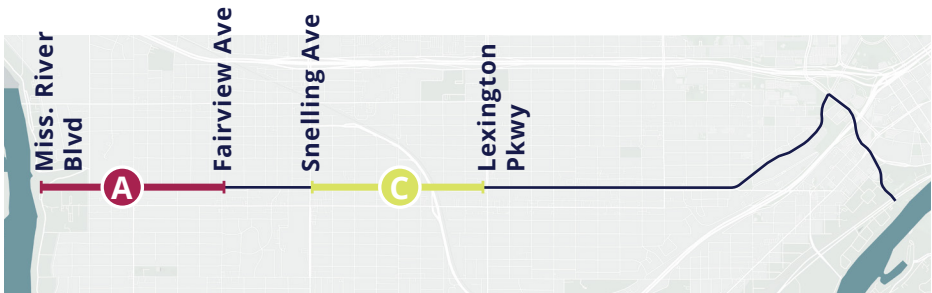 Miss. River
Blvd
Fairview Ave
Snelling Ave
Lexington
Pkwy
A
C